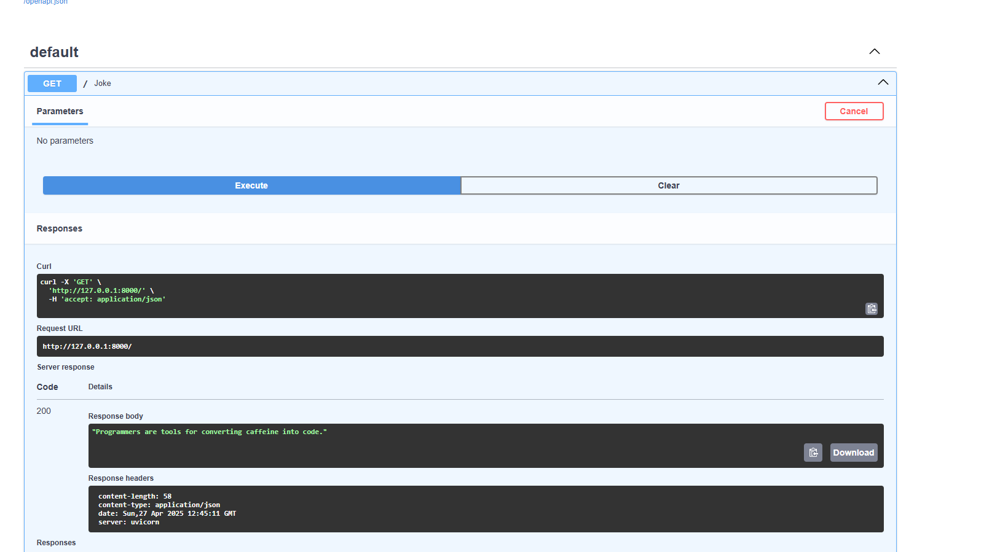 /openapi.json
default
GET / Joke
Parameters
Cancel
No parameters
Execute
Clear
Responses
Curl
curl -X 'GET' \
'http://127.0.0.1:8000/' \
-H 'accept: application/json'
Request URL
http://127.0.0.1:8000/
Server response
Code Details
200
Response body
"Programmers are tools for converting caffeine into code."
Download
Response headers
content-length: 58
content-type: application/json
date: Sun,27 Apr 2025 12:45:11 GMT
server: uvicorn
Responses